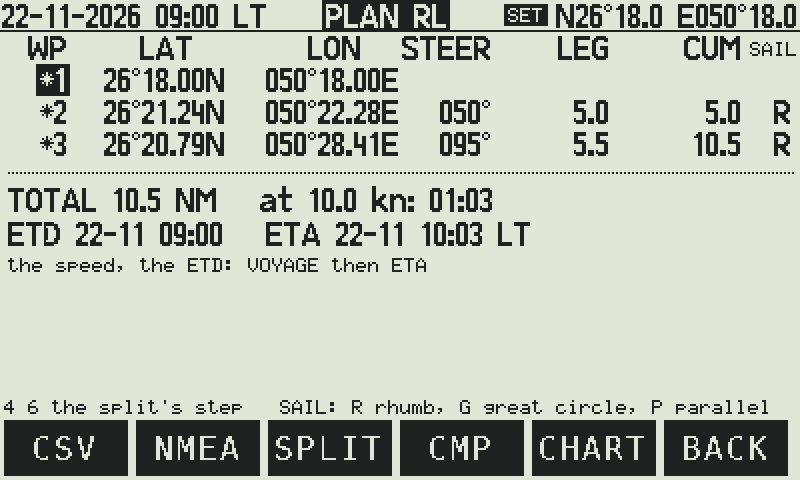 22-11-2026 09:00 LT PLAN RL SET N26°18.0 E050°18.0
WP LAT LON STEER LEG CUM SAIL
*1 26°18.00N 050°18.00E
*2 26°21.24N 050°22.28E 050° 5.0 5.0 R
*3 26°20.79N 050°28.41E 095° 5.5 10.5 R
TOTAL 10.5 NM at 10.0 kn: 01:03
ETD 22-11 09:00 ETA 22-11 10:03 LT
the speed, the ETD: VOYAGE then ETA
4 6 the split's step SAIL: R rhumb, G great circle, P parallel
CSV NMEA SPLIT CMP CHART BACK